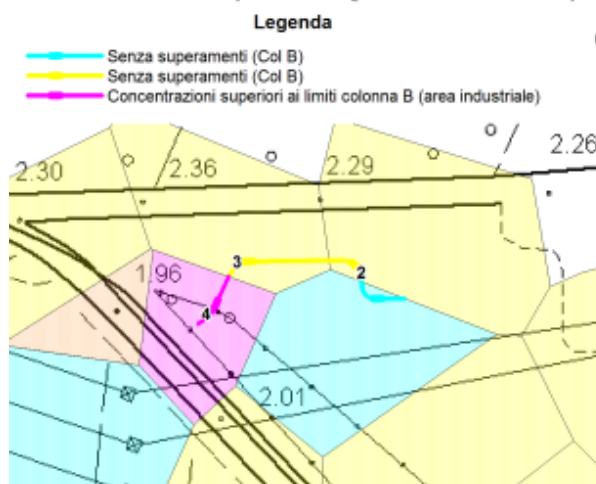 Legenda
Senza superamenti (Col B)
Senza superamenti (Col B)
Concentrazioni superiori ai limiti colonna B (area industriale)
2.26
2.30
2.36
2.29
3
2
1.96
4
2.01